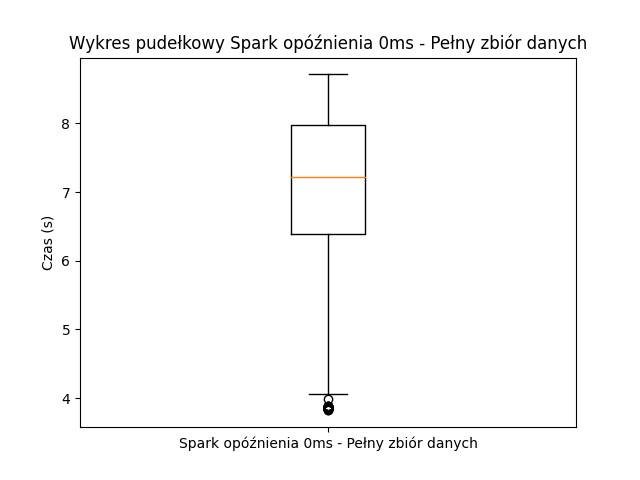 Wykres pudełkowy Spark opóźnienia 0ms - Pełny zbiór danych
8
7
6
5
4
Czas (s)
Spark opóźnienia 0ms - Pełny zbiór danych